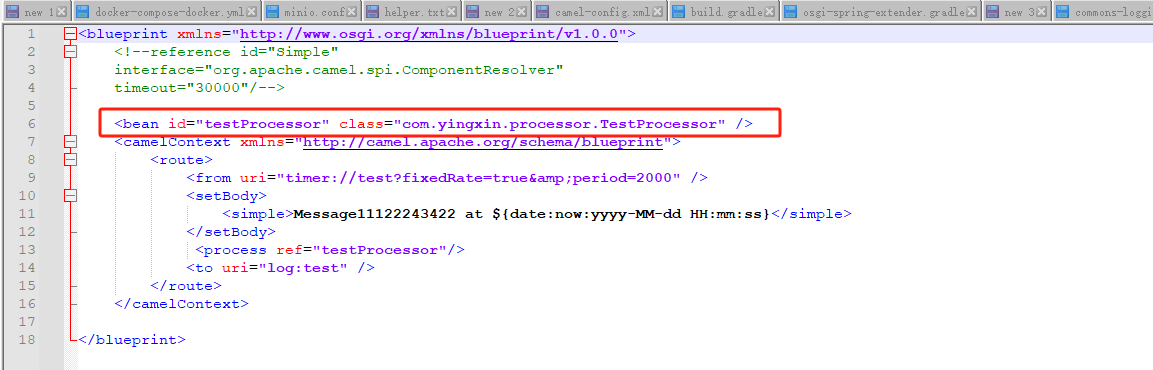 new 1
docker-compose-docker.yml
minio.conf
helper.txt
new 2
camel-config.xml
build.gradle
osgi-spring-extender.gradle
new 3
commons-loggi
1 <blueprint xmlns="http://www.osgi.org/xmlns/blueprint/v1.0.0">
2 <!--reference id="Simple"
3 interface="org.apache.camel.spi.ComponentResolver"
4 timeout="30000"/-->
5
6 <bean id="testProcessor" class="com.yingxin.processor.TestProcessor" />
7 <camelContext xmlns="http://camel.apache.org/schema/blueprint">
8 <route>
9 <from uri="timer://test?fixedRate=true&amp;period=2000" />
10 <setBody>
11 <simple>Message11122243422 at ${date:now:yyyy-MM-dd HH:mm:ss}</simple>
12 </setBody>
13 <process ref="testProcessor"/>
14 <to uri="log:test" />
15 </route>
16 </camelContext>
17
18 </blueprint>